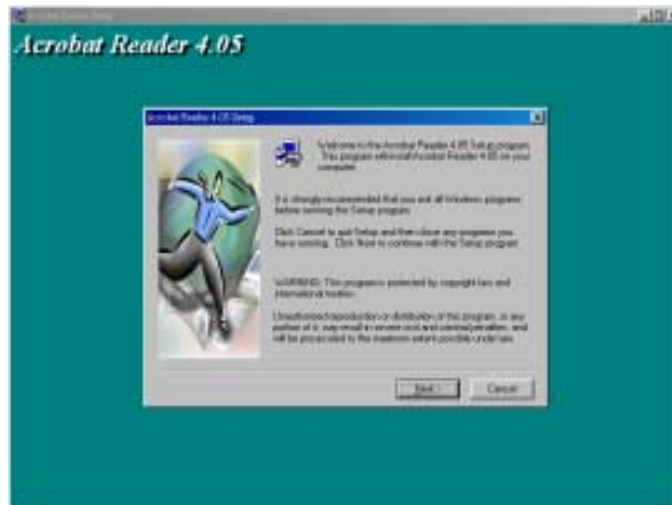 Acrobat Reader 4.05
Acrobat Reader 4.05 Setup
Welcome to the Acrobat Reader 4.05 Setup program.
This program will install Acrobat Reader 4.05 on your
computer.
It is strongly recommended that you exit all Windows programs
before running the Setup program.
Click Cancel to quit Setup and then close any programs you
have running. Click Next to continue with the Setup program.
WARNING: This program is protected by copyright law and
international treaties.
Unauthorized reproduction or distribution of this program, or any
portion of it, may result in severe civil and criminal penalties, and
will be prosecuted to the maximum extent possible under law.
Next >
Cancel